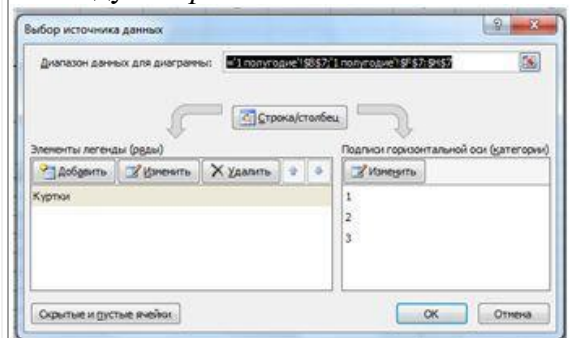 Выбор источника данных
Диапазон данных для диаграммы:
='1 полугодие'!$B$7;'1 полугодие'!$F$7:$H$7
Строка/столбец
Элементы легенды (ряды)
Подписи горизонтальной оси (категории)
Добавить Изменить Удалить
Изменить
Куртки
1
2
3
Скрытые и пустые ячейки
ОК Отмена